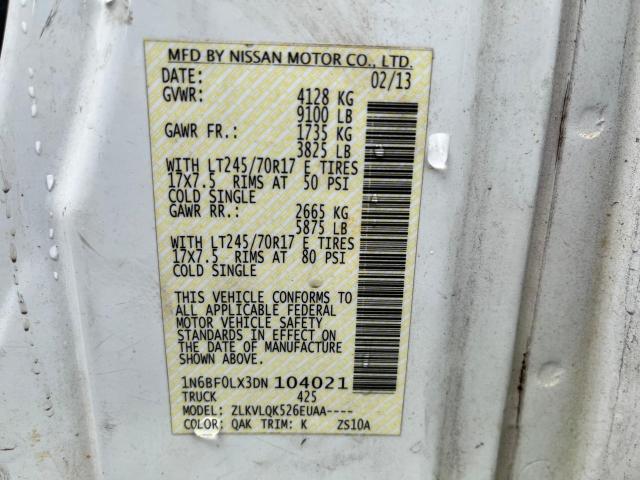 MFD BY NISSAN MOTOR CO., LTD.
DATE: 02/13
GVWR: 4128 KG
9100 LB
GAWR FR.: 1735 KG
3825 LB
WITH LT245/70R17 E TIRES
17X7.5 RIMS AT 50 PSI
COLD SINGLE
GAWR RR.: 2665 KG
5875 LB
WITH LT245/70R17 E TIRES
17X7.5 RIMS AT 80 PSI
COLD SINGLE
THIS VEHICLE CONFORMS TO
ALL APPLICABLE FEDERAL
MOTOR VEHICLE SAFETY
STANDARDS IN EFFECT ON
THE DATE OF MANUFACTURE
SHOWN ABOVE.
1N6BF0LX3DN 104021
TRUCK 425
MODEL: ZLKVLQK526EUAA----
COLOR: QAK TRIM: K ZS10A